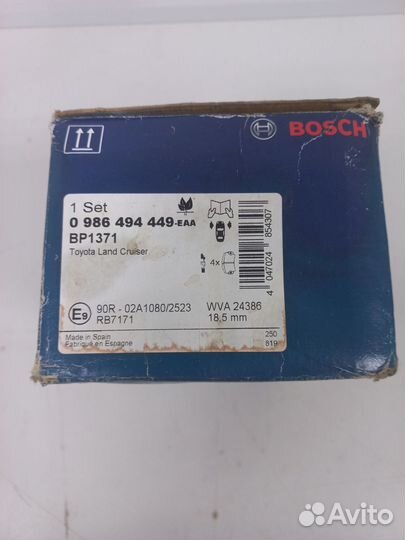 BOSCH
1 Set
0 986 494 449-EAA
BP1371
Toyota Land Cruiser
4x
4 047024 854307
E9
90R - 02A1080/2523
WVA 24386
RB7171
18,5 mm
Made in Spain
250
Fabriqué en Espagne
819
Avito